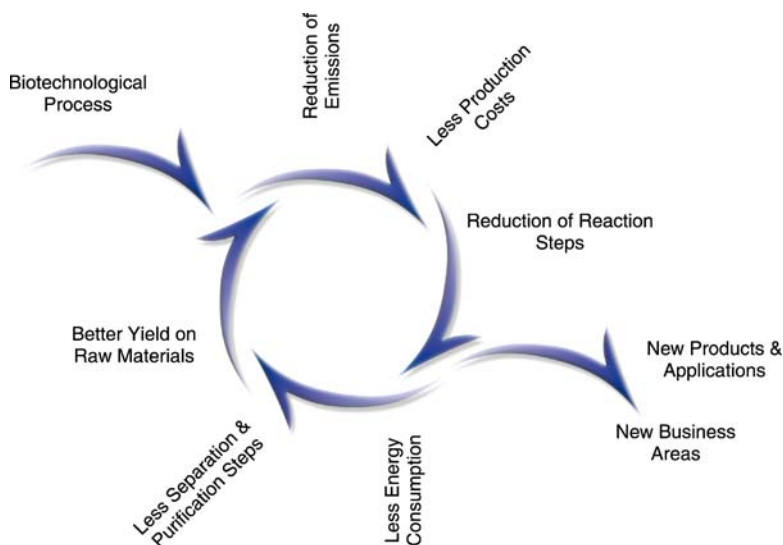 Biotechnological
Process
Reduction of
Emissions
Less Production
Costs
Reduction of Reaction
Steps
New Products &
Applications
New Business
Areas
Less Energy
Consumption
Less Separation &
Purification Steps
Better Yield on
Raw Materials